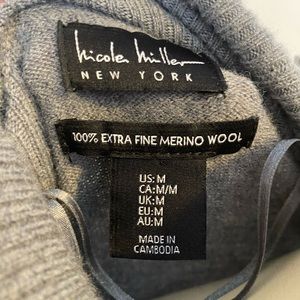 Nicole Miller
NEW YORK
100% EXTRA FINE MERINO WOOL
US: M
CA: M/M
UK: M
EU: M
AU: M
MADE IN
CAMBODIA